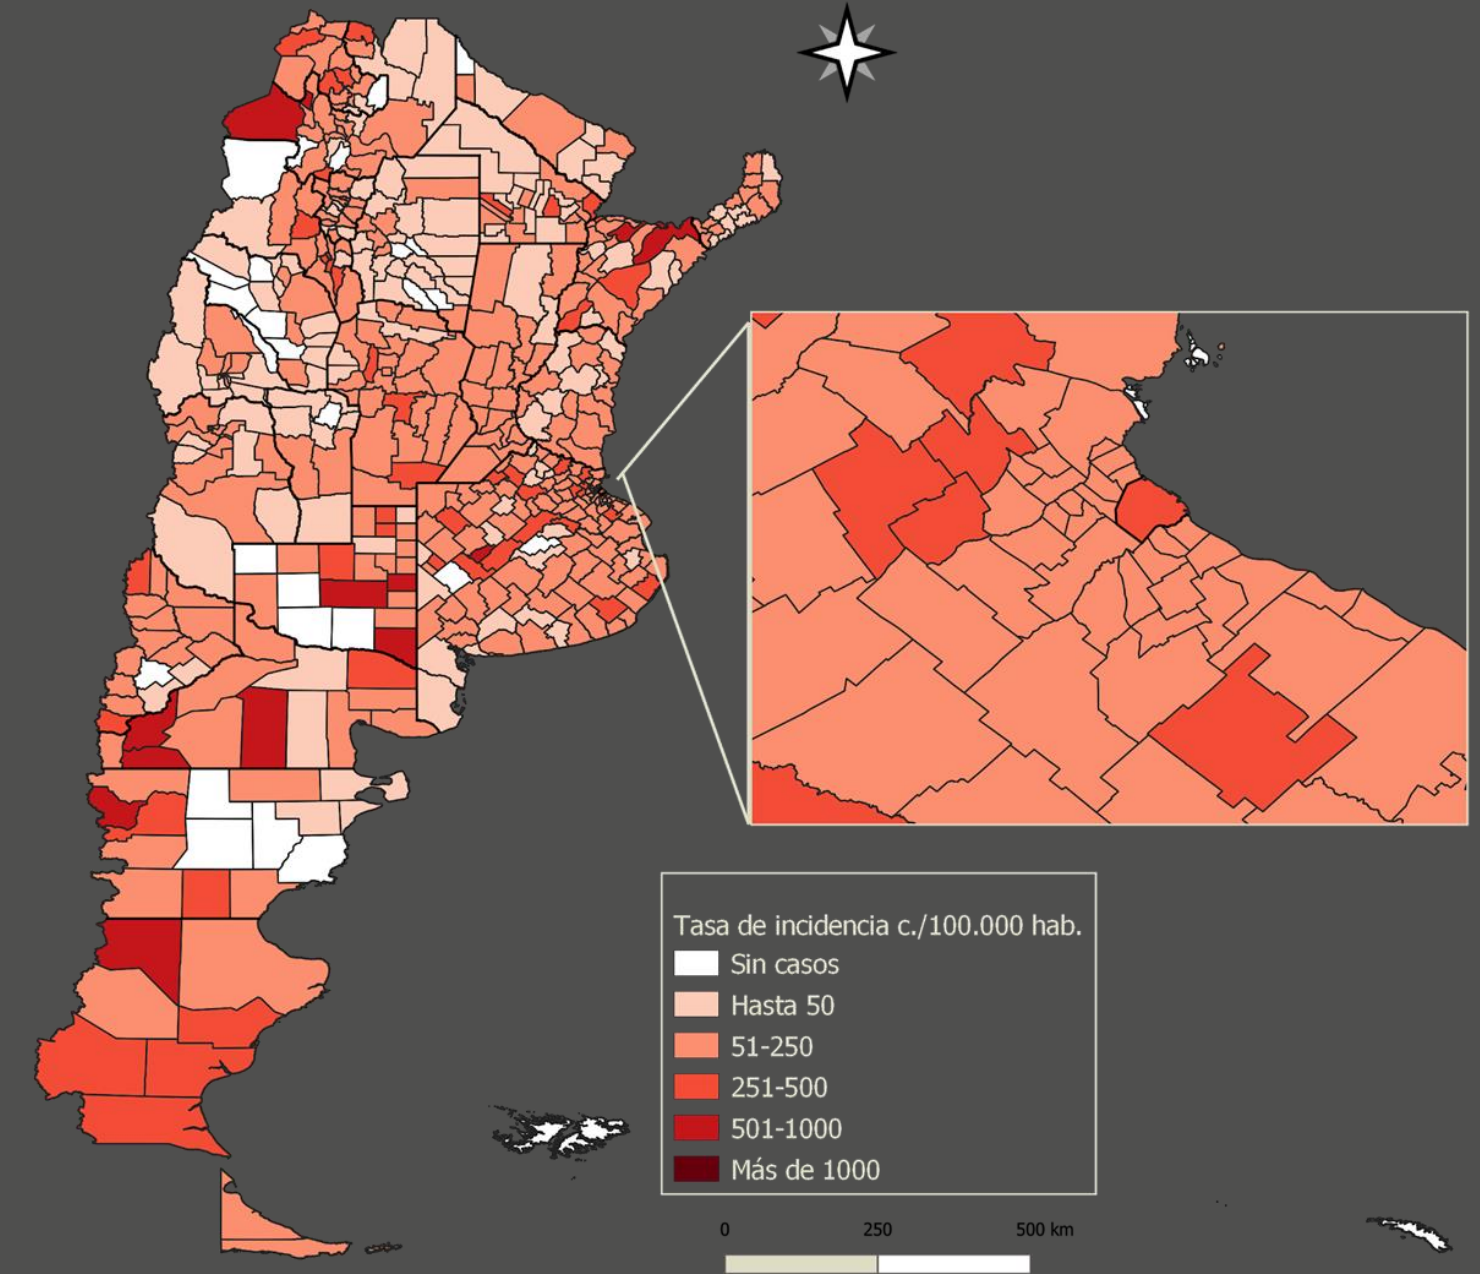 Tasa de incidencia c./100.000 hab.
Sin casos
Hasta 50
51-250
251-500
501-1000
Más de 1000
0 250 500 km